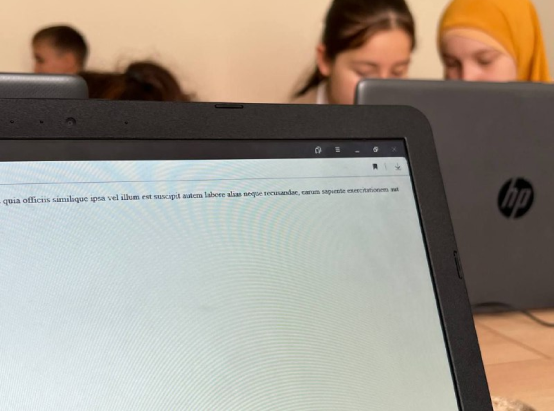 quia officiis similique ipsa vel illum est suscipit autem labore alias neque recusandae, earum sapiente exercitationem aut
hp